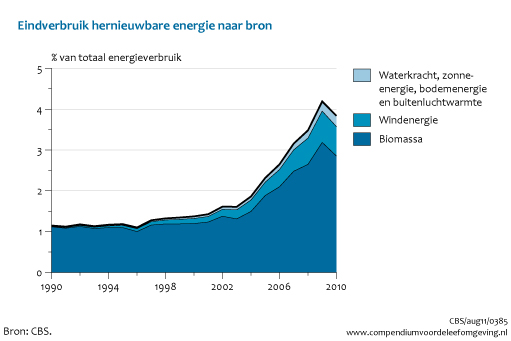 Eindverbruik hernieuwbare energie naar bron
% van totaal energieverbruik
5
4
3
2
1
0
1990 1994 1998 2002 2006 2010
Waterkracht, zonne-
energie, bodemenergie
en buitenluchtwarmte
Windenergie
Biomassa
CBS/aug11/0385
Bron: CBS. www.compendiumvoordeleefomgeving.nl